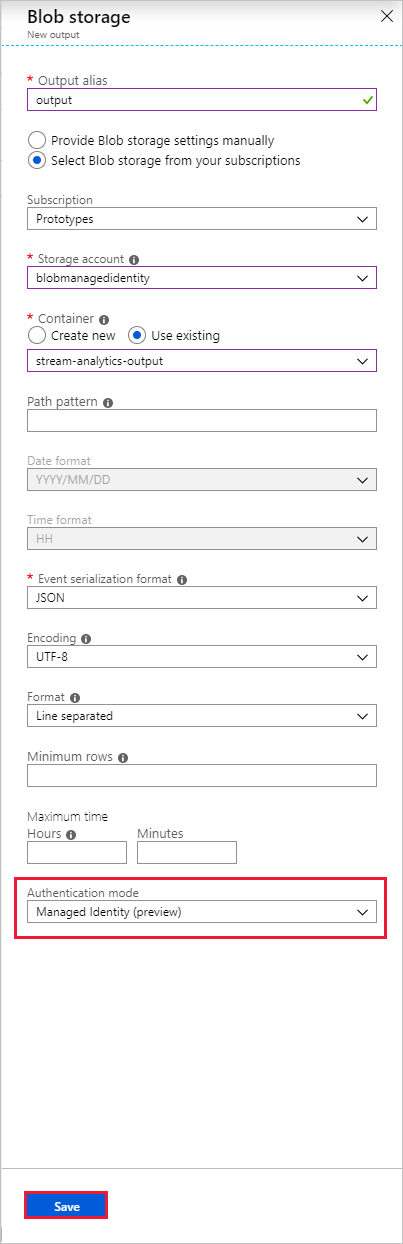 Blob storage
New output
* Output alias
output
Provide Blob storage settings manually
Select Blob storage from your subscriptions
Subscription
Prototypes
* Storage account
blobmanagedidentity
* Container
Create new Use existing
stream-analytics-output
Path pattern
Date format
YYYY/MM/DD
Time format
HH
* Event serialization format
JSON
Encoding
UTF-8
Format
Line separated
Minimum rows
Maximum time
Hours Minutes
Authentication mode
Managed Identity (preview)
Save